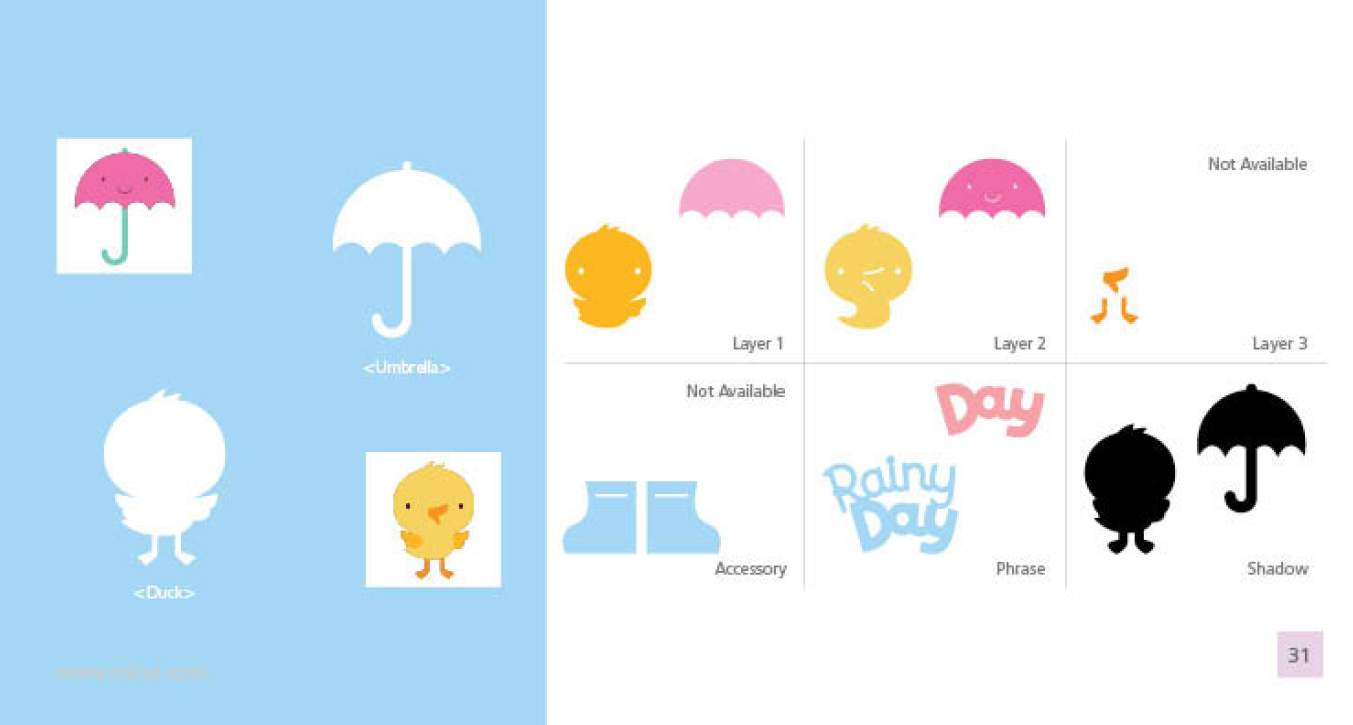 <Umbrella>
<Duck>
Layer 1
Layer 2
Not Available
Layer 3
Not Available
Accessory
Day
Rainy
Day
Phrase
Shadow
31